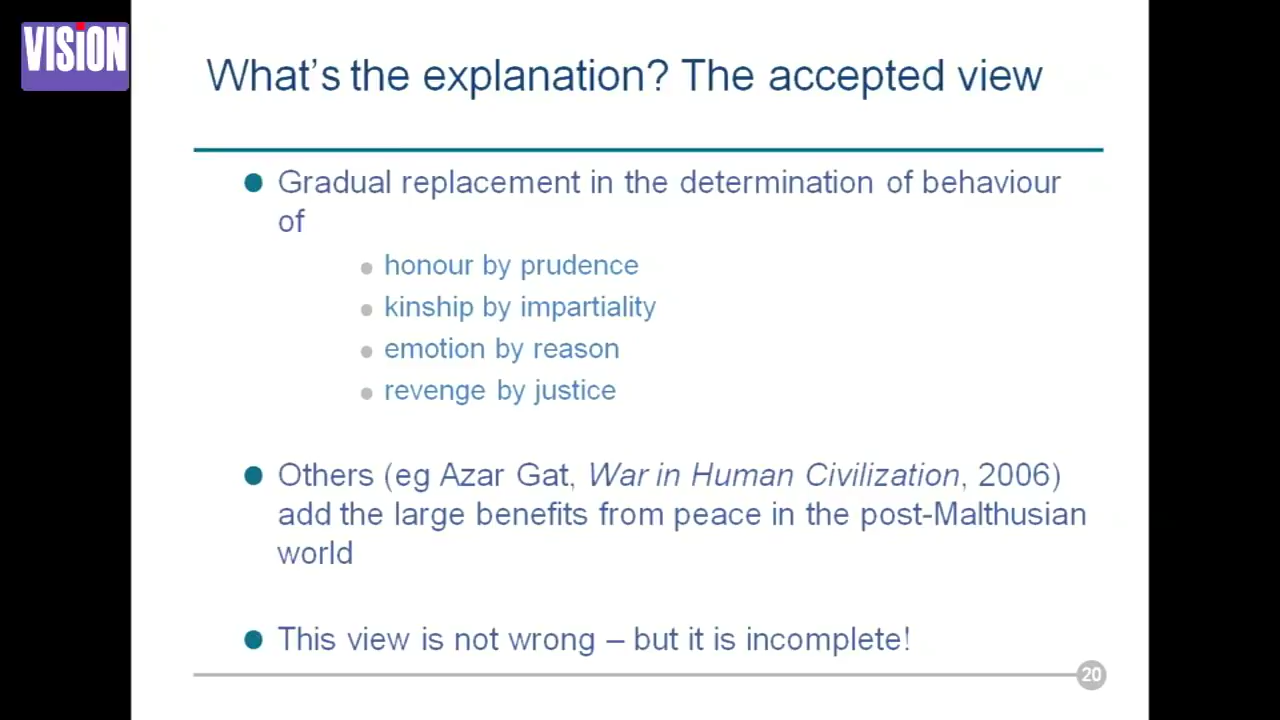 VISION
What's the explanation? The accepted view
Gradual replacement in the determination of behaviour
of
honour by prudence
kinship by impartiality
emotion by reason
revenge by justice
Others (eg Azar Gat, War in Human Civilization, 2006)
add the large benefits from peace in the post-Malthusian
world
This view is not wrong – but it is incomplete!
20